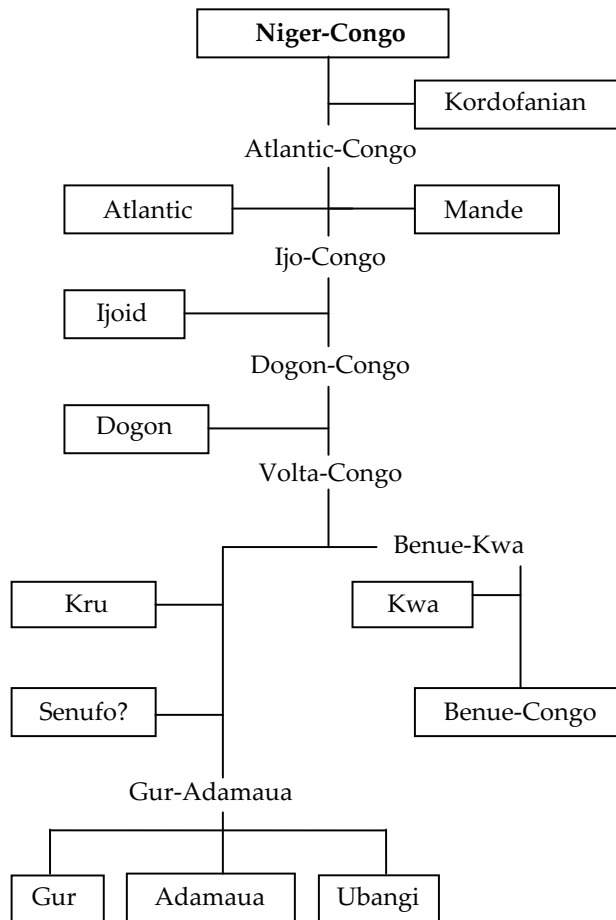 Niger-Congo
Kordofanian
Atlantic-Congo
Atlantic
Mande
Ijo-Congo
Ijoid
Dogon-Congo
Dogon
Volta-Congo
Benue-Kwa
Kru
Kwa
Senufo?
Benue-Congo
Gur-Adamaua
Gur
Adamaua
Ubangi